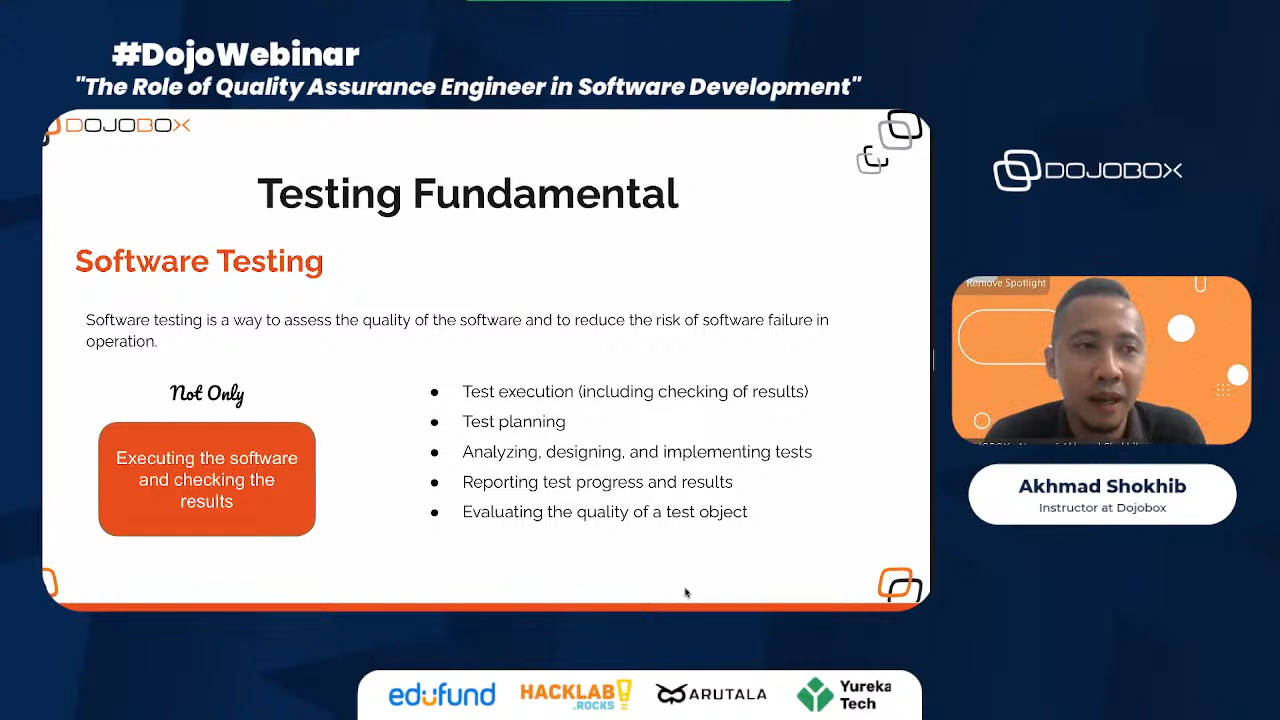 #DojoWebinar
"The Role of Quality Assurance Engineer in Software Development"
DOJOBOX
Testing Fundamental
Software Testing
Software testing is a way to assess the quality of the software and to reduce the risk of software failure in
operation.
Not Only
Executing the software
and checking the
results
● Test execution (including checking of results)
● Test planning
● Analyzing, designing, and implementing tests
● Reporting test progress and results
● Evaluating the quality of a test object
DOJOBOX
Remove Spotlight
Akhmad Shokhib
Instructor at Dojobox
edufund
HACKLAB!
.ROCKS
ARUTALA
Yureka
Tech